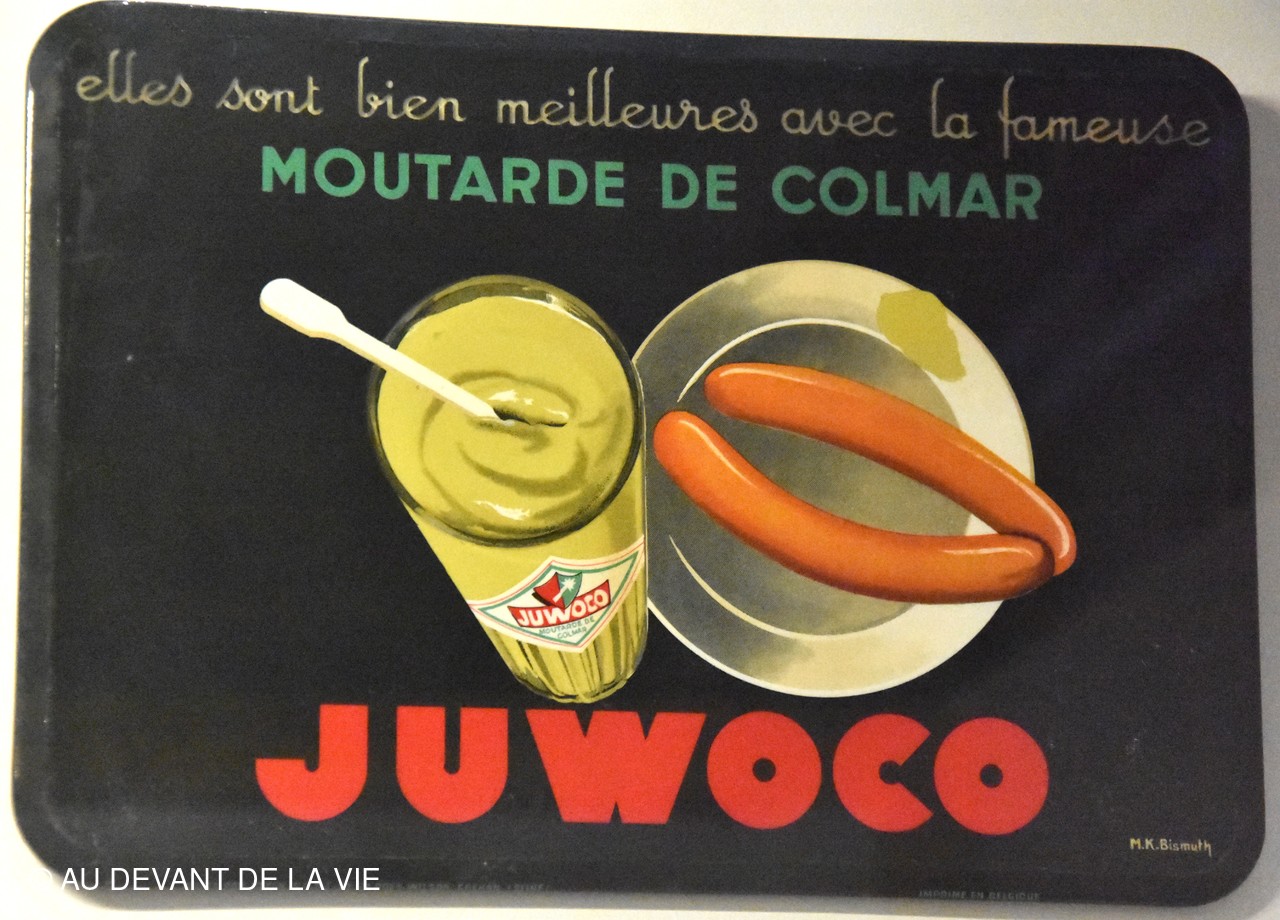 elles sont bien meilleures avec la fameuse
MOUTARDE DE COLMAR
JUWOCO
MOUTARDE DE
COLMAR
JUWOCO
M.K.Bismuth
AU DEVANT DE LA VIE
IMPRIMÉ EN BELGIQUE